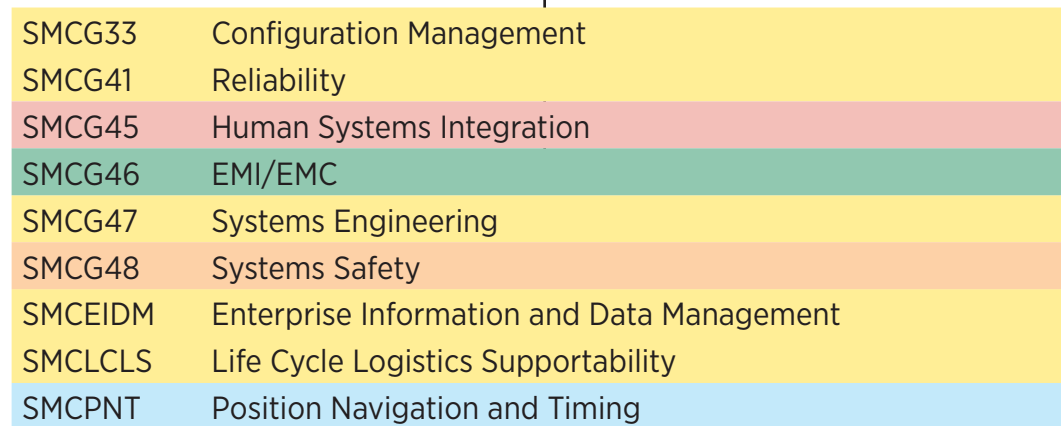 SMCG33 Configuration Management
SMCG41 Reliability
SMCG45 Human Systems Integration
SMCG46 EMI/EMC
SMCG47 Systems Engineering
SMCG48 Systems Safety
SMCEIDM Enterprise Information and Data Management
SMCLCLS Life Cycle Logistics Supportability
SMCPNT Position Navigation and Timing